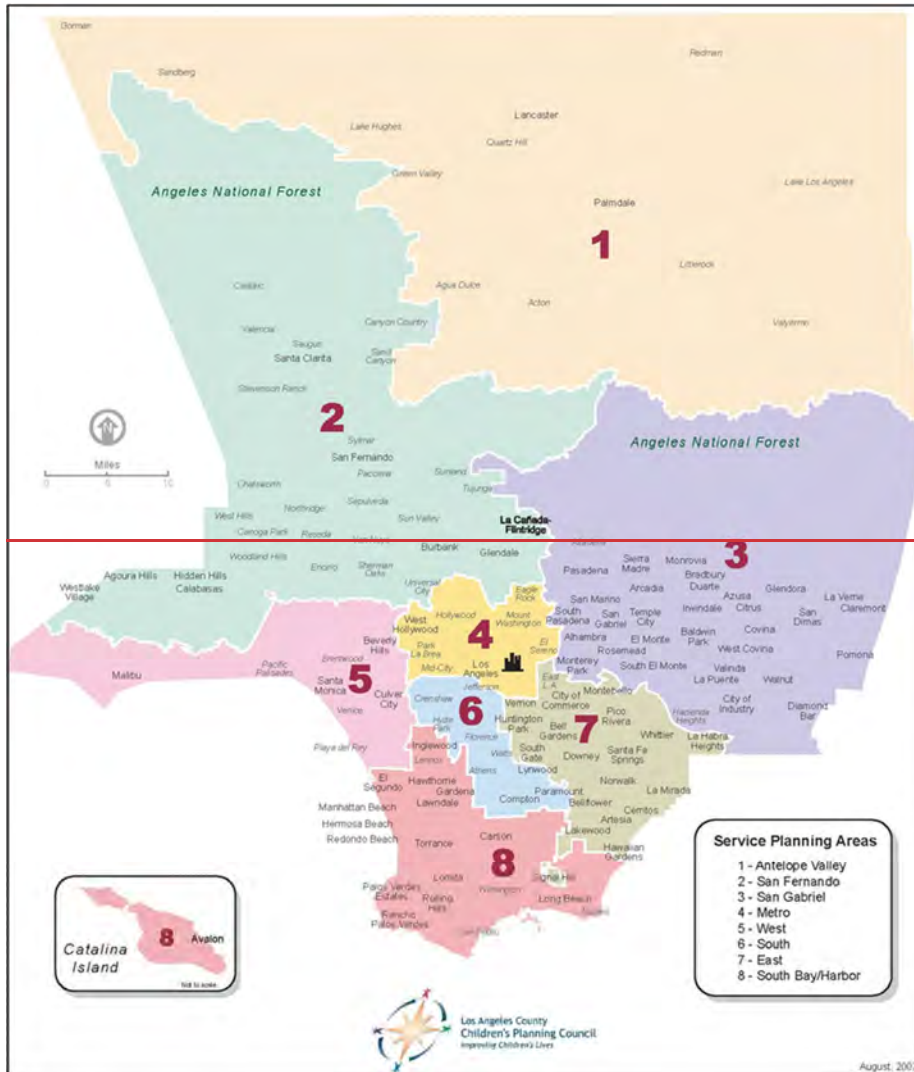 Gorman
Redman
Sandberg
Lancaster
Lake Hughes
Quartz Hill
Green Valley
Angeles National Forest
Lake Los Angeles
Palmdale
1
Littlerock
Castaic
Agua Dulce
Acton
Canyon Country
Valencia
Valyermo
Saugus
Santa Clarita
Sand
Canyon
Stevenson Ranch
2
Angeles National Forest
Miles
0 5 10
Sylmar
San Fernando
Pacoima
Sunland
Tujunga
Chatsworth
Northridge
Sepulveda
West Hills
Sun Valley
La Cañada-
Flintridge
Canoga Park
Reseda
Altadena
3
Woodland Hills
Encino
Sherman
Oaks
Burbank
Glendale
Pasadena
Sierra
Madre
Monrovia
Bradbury
Duarte
Westlake
Village
Agoura Hills
Hidden Hills
Calabasas
Universal
City
Eagle
Rock
San Marino
Arcadia
Azusa
Citrus
Glendora
La Verne
Claremont
West
Hollywood
Hollywood
Mount
Washington
South
Pasadena
San
Gabriel
Temple
City
Irwindale
San
Dimas
4
Beverly
Hills
Park
La Brea
El
Sereno
Alhambra
Rosemead
El Monte
Baldwin
Park
Covina
West Covina
Pomona
Malibu
Pacific
Palisades
Brentwood
5
Santa
Monica
Mid-City
Los
Angeles
Monterey
Park
South El Monte
Valinda
La Puente
Walnut
Culver
City
Jefferson
Crenshaw
6
Vernon
East
L.A.
City of
Commerce
Montebello
City of
Industry
Diamond
Bar
Venice
Hyde
Park
Florence
Huntington
Park
Bell
Gardens
7
Pico
Rivera
Hacienda
Heights
Whittier
La Habra
Heights
Playa del Rey
Inglewood
Lennox
Athens
Watts
South
Gate
Downey
Santa Fe
Springs
El
Segundo
Hawthorne
Gardena
Lawndale
Lynwood
Compton
Paramount
Bellflower
Norwalk
La Mirada
Cerritos
Artesia
Manhattan Beach
Hermosa Beach
Redondo Beach
Torrance
Carson
Lakewood
Hawaiian
Gardens
8
Lomita
Wilmington
Signal Hill
Palos Verdes
Estates
Rolling
Hills
Long Beach
Rancho
Palos Verdes
San Pedro
8
Avalon
Catalina
Island
Not to scale
Service Planning Areas
1 - Antelope Valley
2 - San Fernando
3 - San Gabriel
4 - Metro
5 - West
6 - South
7 - East
8 - South Bay/Harbor
Los Angeles County
Children's Planning Council
Improving Children's Lives